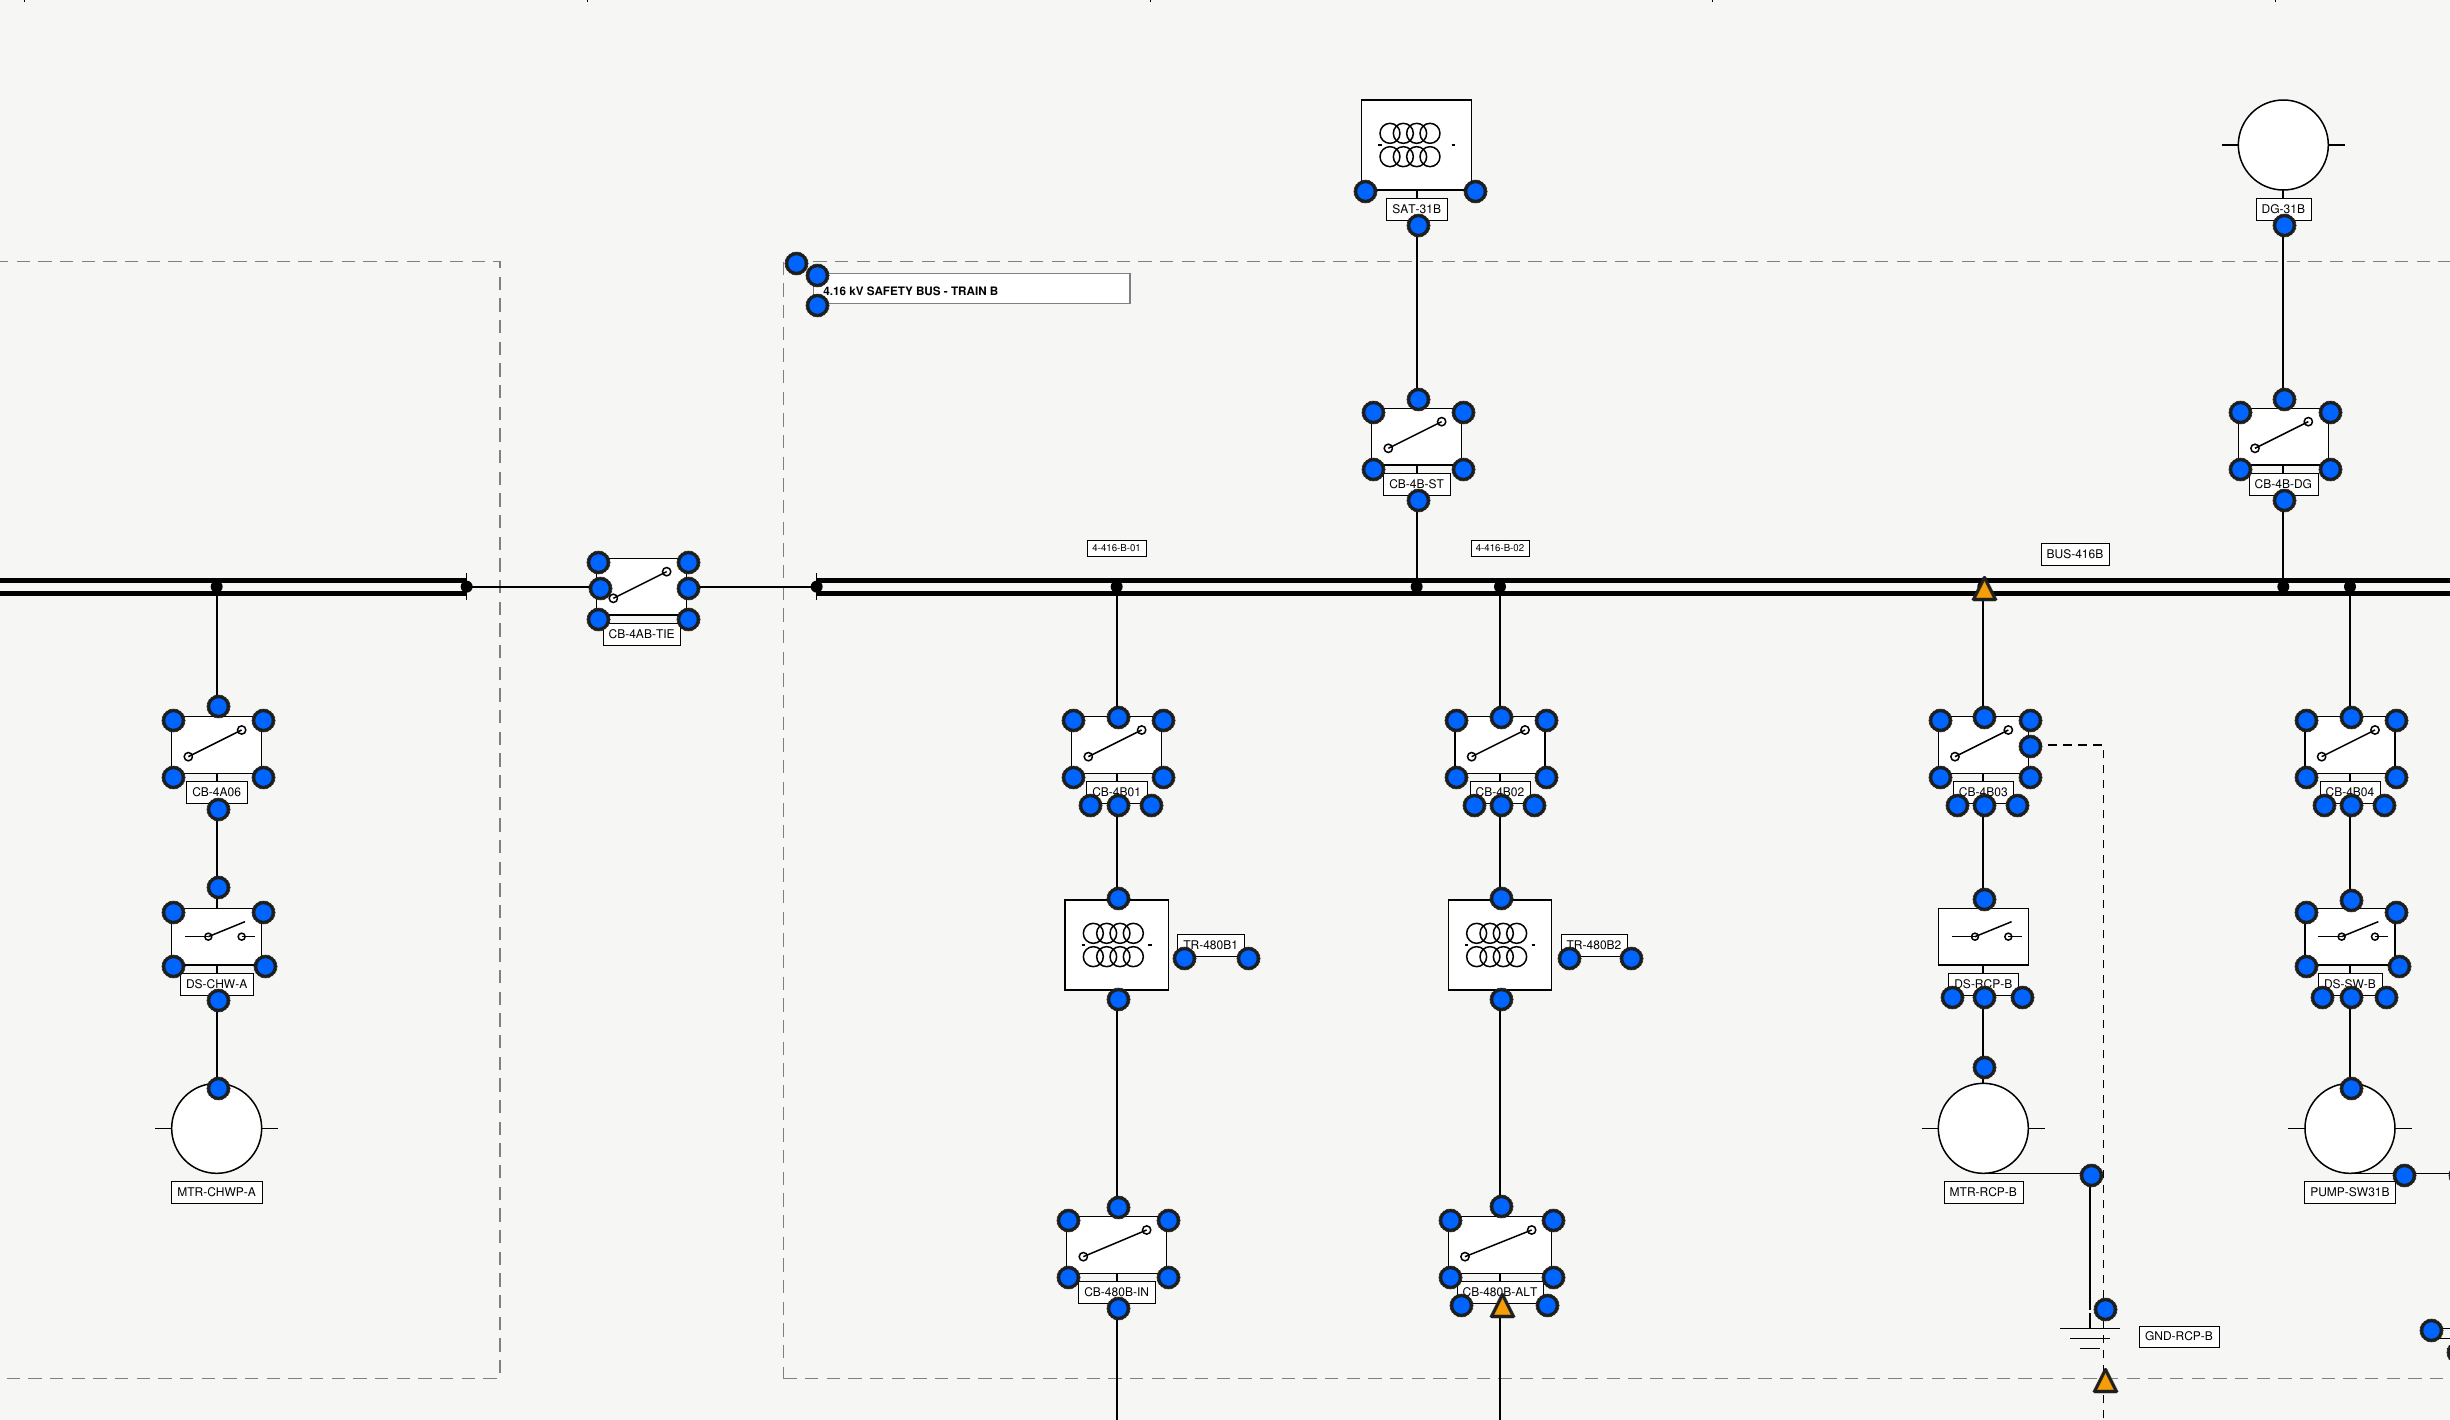 SAT-31B
DG-31B
4.16 kV SAFETY BUS - TRAIN B
CB-4B-ST
CB-4B-DG
4-416-B-01
4-416-B-02
BUS-416B
CB-4AB-TIE
CB-4A06
CB-4B01
CB-4B02
CB-4B03
CB-4B04
TR-480B1
TR-480B2
DS-CHW-A
DS-RCP-B
DS-SW-B
MTR-CHWP-A
MTR-RCP-B
PUMP-SW31B
CB-480B-IN
CB-480B-ALT
GND-RCP-B